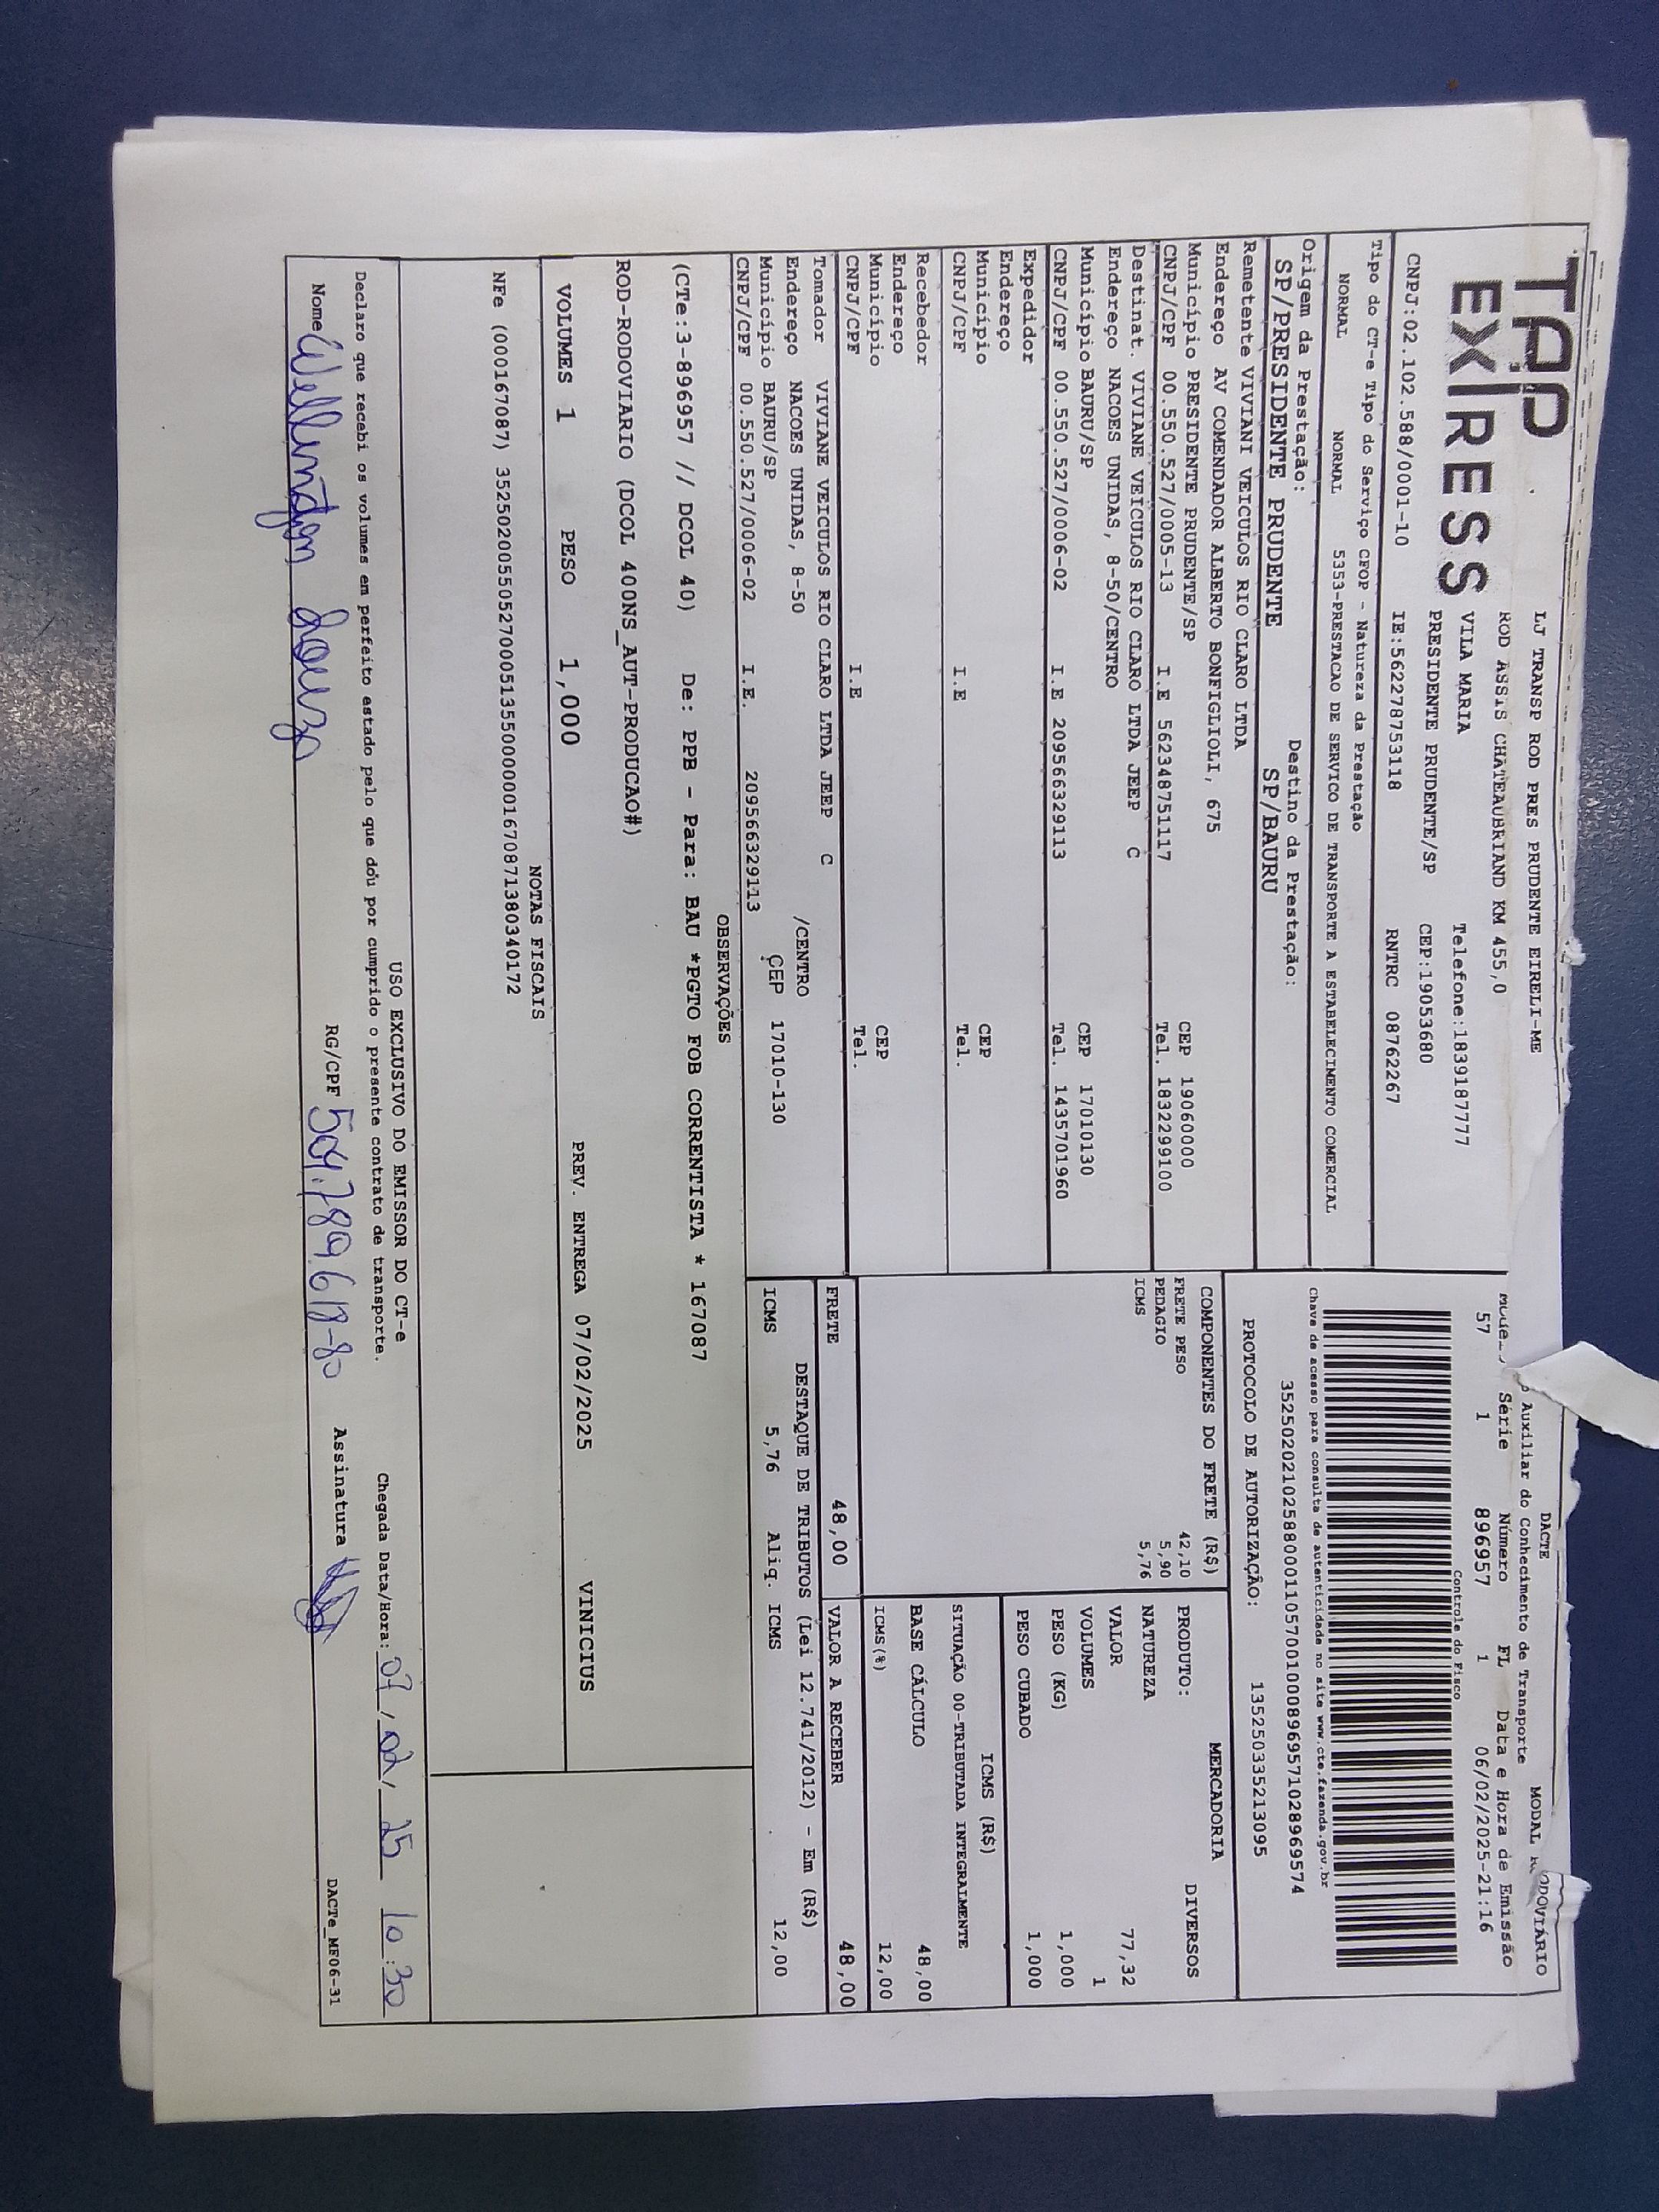 TAP
EXPRESS
CNPJ:02.102.588/0001-10
LJ TRANSP ROD PRES PRUDENTE EIRELI-ME
ROD ASSIS CHATEAUBRIAND KM 455,0
VILA MARIA Telefone:1839187777
PRESIDENTE PRUDENTE/SP CEP:19053680
IE:562278753118 RNTRC 08762267
DACTE
Auxiliar do Conhecimento de Transporte
MODAL RODOVIÁRIO
Série Número FL Data e Hora de Emissão
57 1 896957 1 06/02/2025-21:16
Controle do Fisco
Chave de acesso para consulta de autenticidade no site www.cte.fazenda.gov.br
35250202102588000110570010008969571028969574
PROTOCOLO DE AUTORIZAÇÃO: 135250335213095
Tipo do CT-e Tipo do Serviço CFOP - Natureza da Prestação
NORMAL NORMAL 5353-PRESTACAO DE SERVICO DE TRANSPORTE A ESTABELECIMENTO COMERCIAL
Origem da Prestação: Destino da Prestação:
SP/PRESIDENTE PRUDENTE SP/BAURU
Remetente VIVIANI VEICULOS RIO CLARO LTDA
Endereço AV COMENDADOR ALBERTO BONFIGLIOLI, 675
Município PRESIDENTE PRUDENTE/SP CEP 19060000
CNPJ/CPF 00.550.527/0005-13 I.E 562348751117 Tel. 1832299100
Destinat. VIVIANE VEICULOS RIO CLARO LTDA JEEP C
Endereço NACOES UNIDAS, 8-50/CENTRO
Município BAURU/SP CEP 17010130
CNPJ/CPF 00.550.527/0006-02 I.E 209566329113 Tel. 1435701960
Expedidor
Endereço
Município CEP
CNPJ/CPF I.E Tel.
Recebedor
Endereço
Município CEP
CNPJ/CPF I.E Tel.
Tomador VIVIANE VEICULOS RIO CLARO LTDA JEEP C
Endereço NACOES UNIDAS, 8-50 /CENTRO
Município BAURU/SP CEP 17010-130
CNPJ/CPF 00.550.527/0006-02 I.E. 209566329113
COMPONENTES DO FRETE (R$)
FRETE PESO 42,10
PEDAGIO 5,90
ICMS 5,76
MERCADORIA
PRODUTO: DIVERSOS
NATUREZA
VALOR 77,32
VOLUMES 1
PESO (KG) 1,000
PESO CUBADO 1,000
ICMS (R$)
SITUAÇÃO 00-TRIBUTADA INTEGRALMENTE
BASE CÁLCULO 48,00
ICMS(%) 12,00
FRETE 48,00 VALOR A RECEBER 48,00
DESTAQUE DE TRIBUTOS (Lei 12.741/2012) - Em (R$)
ICMS 5,76 Aliq. ICMS 12,00
OBSERVAÇÕES
(CTe:3-896957 // DCOL 40) De: PPB - Para: BAU *PGTO FOB CORRENTISTA * 167087
ROD-RODOVIARIO (DCOL 400NS_AUT-PRODUCAO#)
VOLUMES 1 PESO 1,000 PREV. ENTREGA 07/02/2025 VINICIUS
NOTAS FISCAIS
NFe (000167087) 35250200550527000513550000001670871380340172
USO EXCLUSIVO DO EMISSOR DO CT-e
Declaro que recebi os volumes em perfeito estado pelo que dou por cumprido o presente contrato de transporte. Chegada Data/Hora: 07/02/25 10:30
Nome Wellington Souza RG/CPF Assinatura DACTe_MF06-31